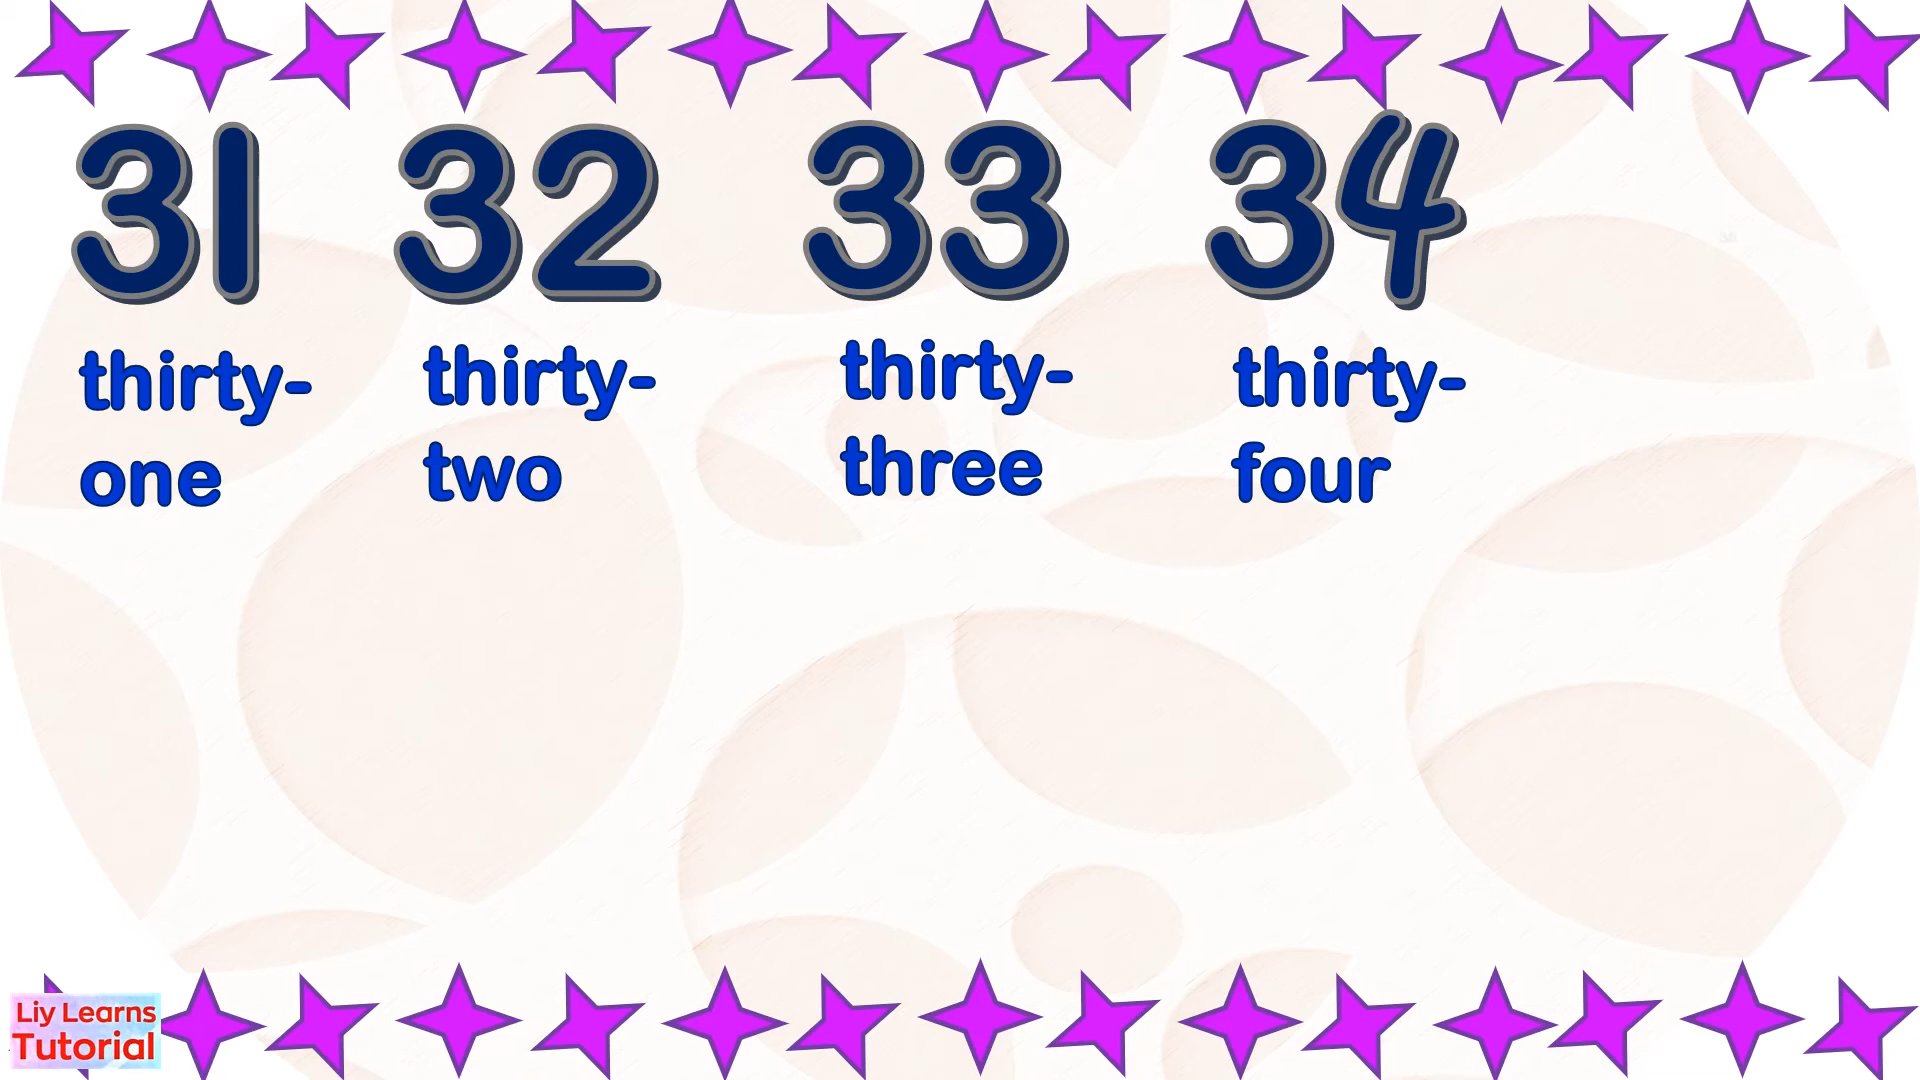 31 32 33 34
thirty- thirty- thirty- thirty-
one two three four
Liy Learns
Tutorial